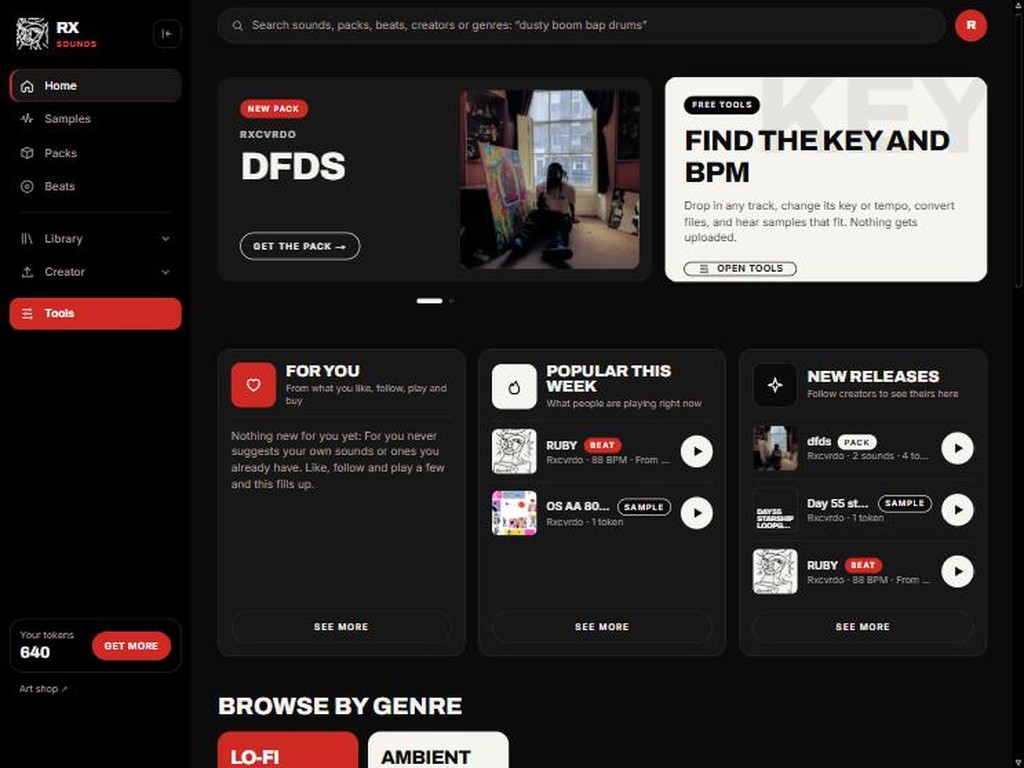 RX
SOUNDS
Search sounds, packs, beats, creators or genres: "dusty boom bap drums"
R
Home
Samples
Packs
Beats
Library
Creator
Tools
Your tokens
640
GET MORE
Art shop ↗
NEW PACK
RXCVRDO
DFDS
GET THE PACK →
KEY
FREE TOOLS
FIND THE KEY AND
BPM
Drop in any track, change its key or tempo, convert
files, and hear samples that fit. Nothing gets
uploaded.
OPEN TOOLS
FOR YOU
From what you like, follow, play and
buy
Nothing new for you yet: For you never
suggests your own sounds or ones you
already have. Like, follow and play a few
and this fills up.
SEE MORE
POPULAR THIS
WEEK
What people are playing right now
RUBY BEAT
Rxcvrdo · 88 BPM · From ...
OS AA 80... SAMPLE
Rxcvrdo · 1 token
SEE MORE
NEW RELEASES
Follow creators to see theirs here
dfds PACK
Rxcvrdo · 2 sounds · 4 to...
DAY55
STARSHIP
LOOPS...
Day 55 st... SAMPLE
Rxcvrdo · 1 token
RUBY BEAT
Rxcvrdo · 88 BPM · From ...
SEE MORE
BROWSE BY GENRE
LO-FI
AMBIENT